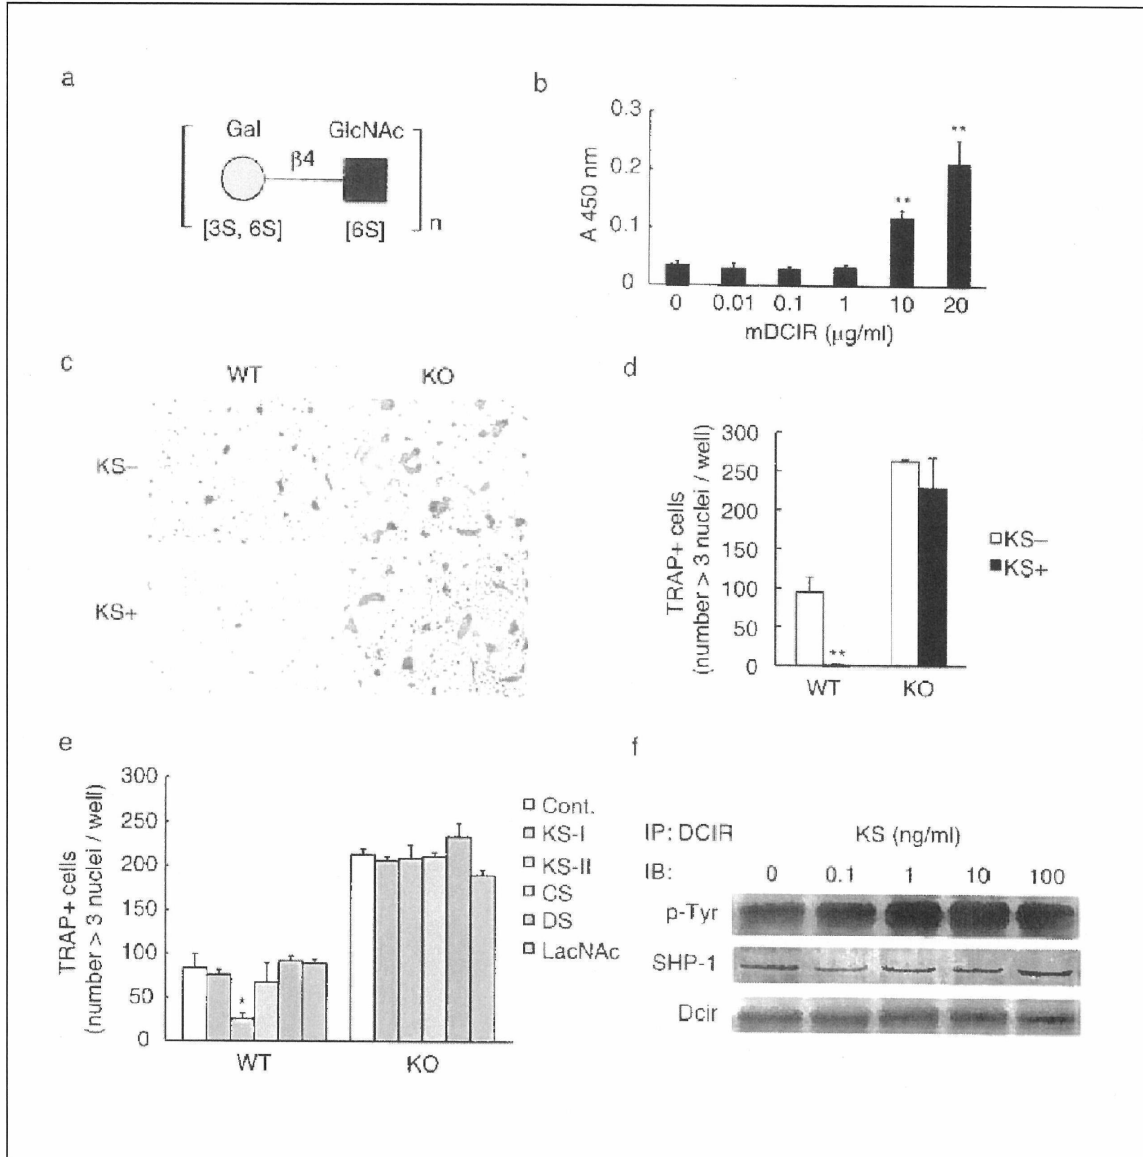 a
Gal GlcNAc
β4
[3S, 6S] [6S] n
b
0.3
0.2
0.1
0
A 450 nm
** **
0 0.01 0.1 1 10 20
mDCIR (µg/ml)
c
WT KO
KS–
KS+
d
300
250
200
150
100
50
0
TRAP+ cells
(number > 3 nuclei / well)
**
WT KO
KS–
KS+
e
300
250
200
150
100
50
0
TRAP+ cells
(number > 3 nuclei / well)
*
WT KO
Cont.
KS-I
KS-II
CS
DS
LacNAc
f
IP: DCIR KS (ng/ml)
IB: 0 0.1 1 10 100
p-Tyr
SHP-1
Dcir